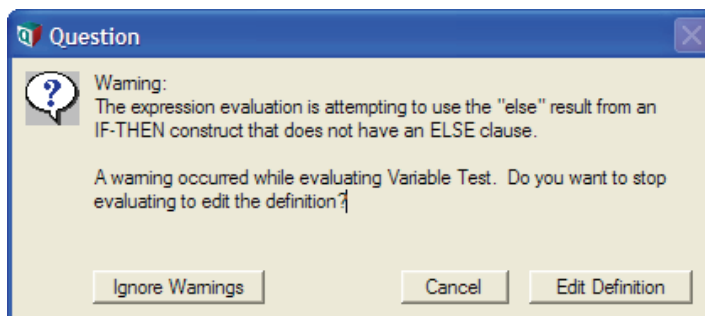 Question
Warning:
The expression evaluation is attempting to use the "else" result from an
IF-THEN construct that does not have an ELSE clause.
A warning occurred while evaluating Variable Test.  Do you want to stop
evaluating to edit the definition?
Ignore Warnings
Cancel
Edit Definition